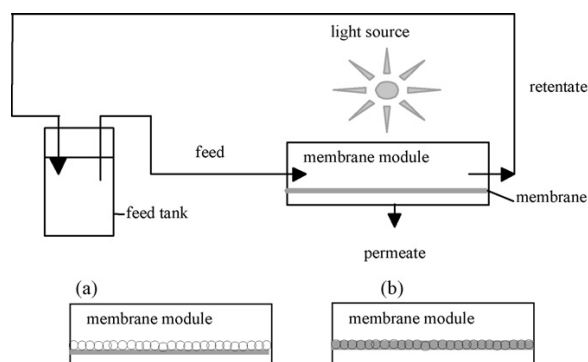 light source
retentate
feed
membrane module
membrane
feed tank
permeate
(a)
(b)
membrane module
membrane module